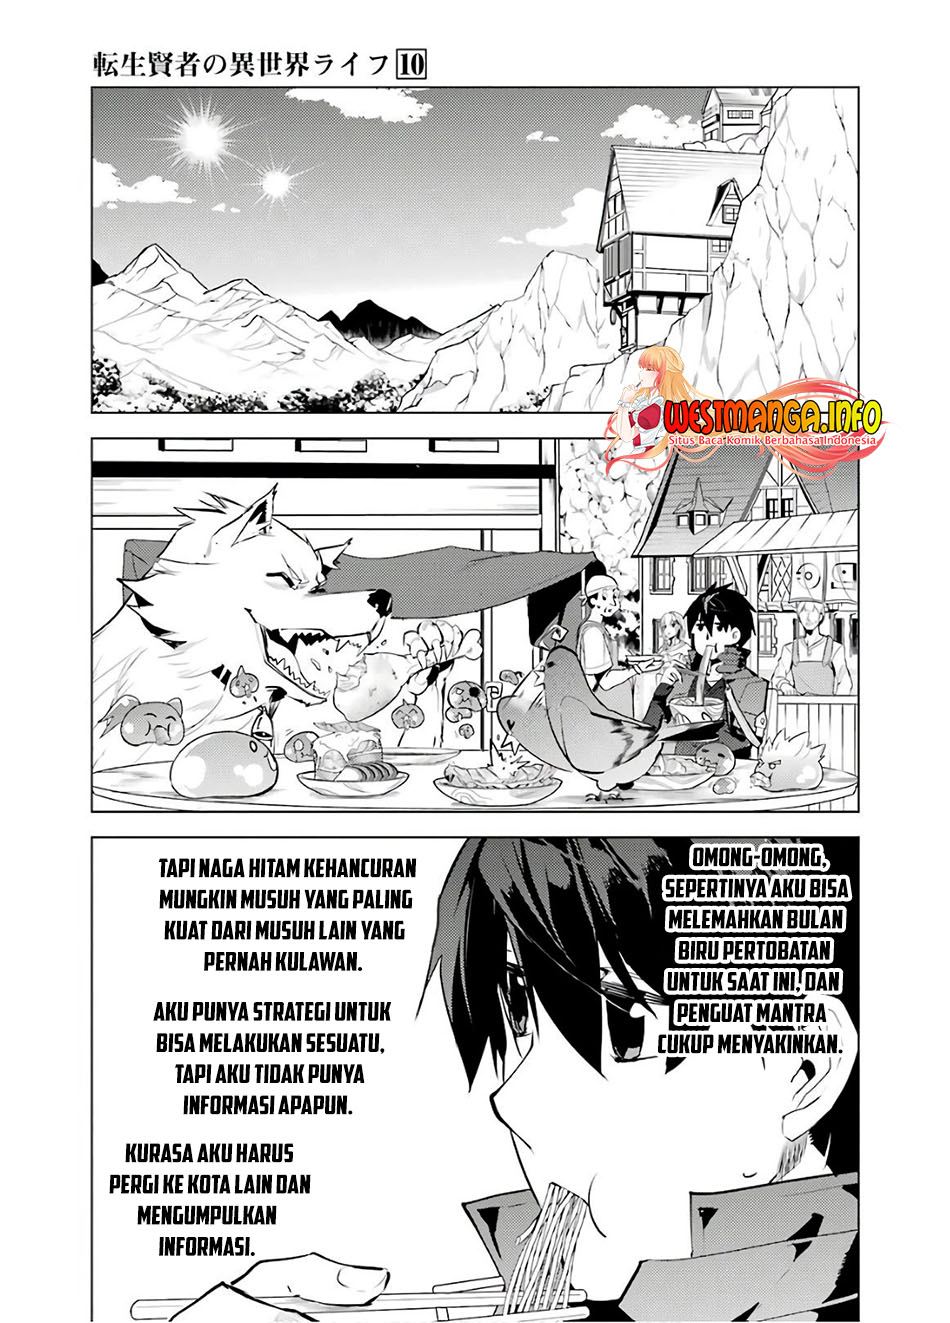 転生賢者の異世界ライフ 10
WESTMANGA.INFO
Situs Baca Komik Berbahasa Indonesia
OMONG-OMONG,
SEPERTINYA AKU BISA
MELEMAHKAN BULAN
BIRU PERTOBATAN
UNTUK SAAT INI, DAN
PENGUAT MANTRA
CUKUP MENYAKINKAN.
TAPI NAGA HITAM KEHANCURAN
MUNGKIN MUSUH YANG PALING
KUAT DARI MUSUH LAIN YANG
PERNAH KULAWAN.
AKU PUNYA STRATEGI UNTUK
BISA MELAKUKAN SESUATU,
TAPI AKU TIDAK PUNYA
INFORMASI APAPUN.
KURASA AKU HARUS
PERGI KE KOTA LAIN DAN
MENGUMPULKAN
INFORMASI.